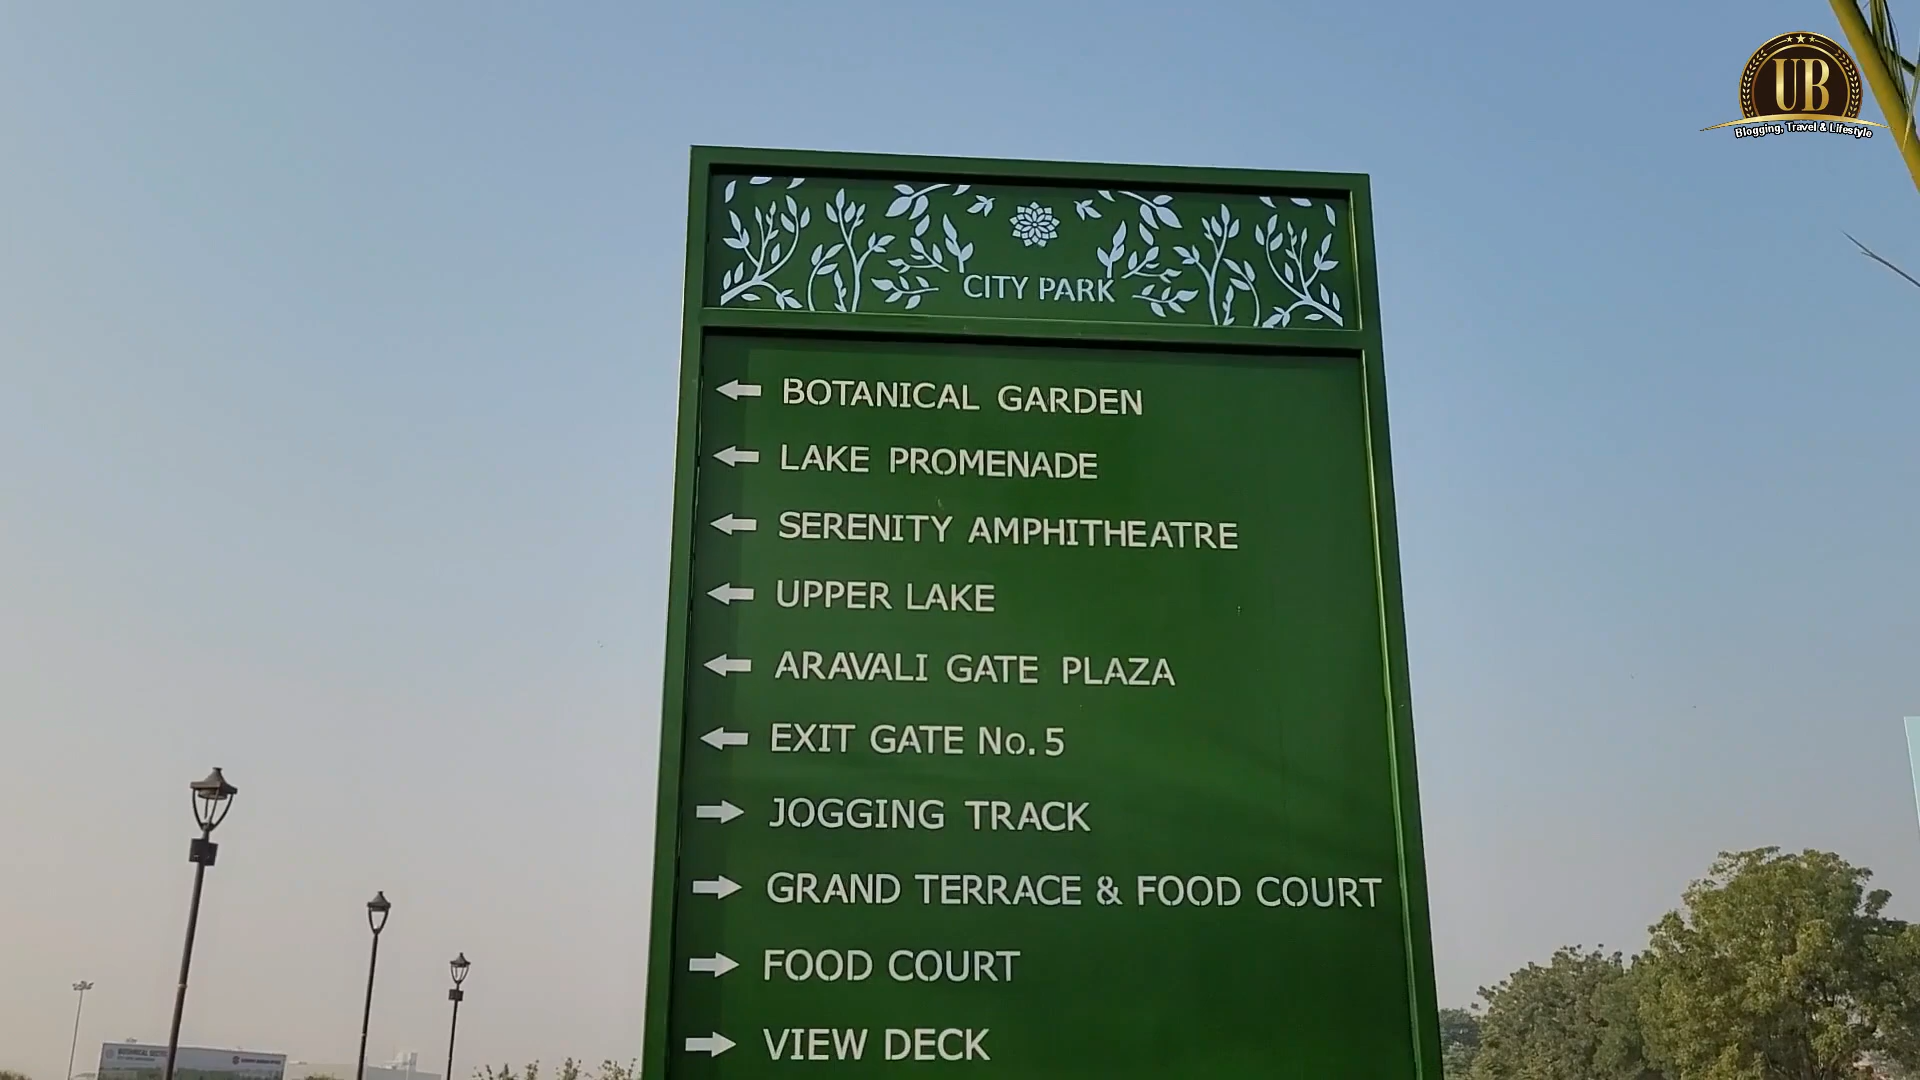 UB
Blogging, Travel & Lifestyle
CITY PARK
BOTANICAL GARDEN
LAKE PROMENADE
SERENITY AMPHITHEATRE
UPPER LAKE
ARAVALI GATE PLAZA
EXIT GATE No. 5
JOGGING TRACK
GRAND TERRACE & FOOD COURT
FOOD COURT
VIEW DECK
BOTANICAL